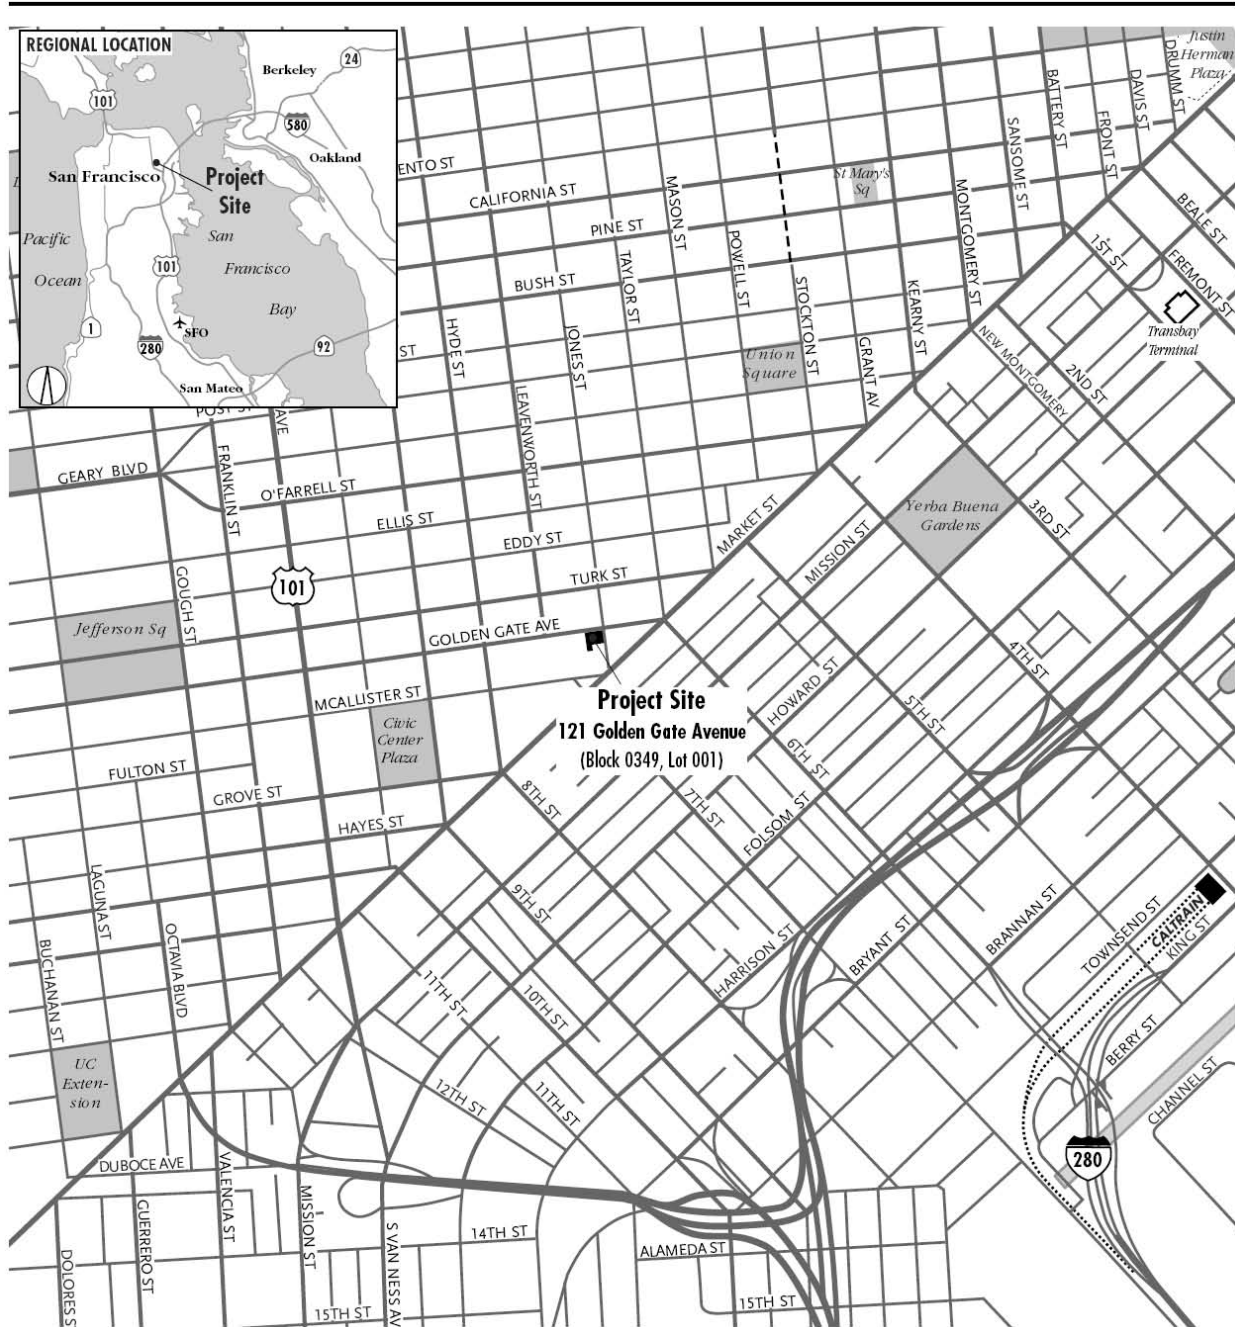 REGIONAL LOCATION
Berkeley
24
101
580
Oakland
San Francisco
Project
Site
Pacific
Ocean
San
Francisco
Bay
101
1
280
SFO
92
San Mateo
Justin
Herman
Plaza
DRUMM ST
DAVIS ST
BATTERY ST
FRONT ST
SANSOME ST
ENTO ST
CALIFORNIA ST
St Mary's
Sq
MASON ST
MONTGOMERY ST
BEALE ST
PINE ST
POWELL ST
1ST ST
FREMONT ST
TAYLOR ST
BUSH ST
STOCKTON ST
KEARNY ST
Transbay
Terminal
HYDE ST
JONES ST
ST
Union
Square
GRANT AV
NEW MONTGOMERY
2ND ST
POST ST
AVE
LEAVENWORTH ST
FRANKLIN ST
GEARY BLVD
O'FARRELL ST
ELLIS ST
EDDY ST
MARKET ST
MISSION ST
Yerba Buena
Gardens
3RD ST
TURK ST
101
GOUGH ST
Jefferson Sq
GOLDEN GATE AVE
4TH ST
MCALLISTER ST
Project Site
121 Golden Gate Avenue
(Block 0349, Lot 001)
HOWARD ST
5TH ST
Civic
Center
Plaza
6TH ST
FULTON ST
GROVE ST
8TH ST
7TH ST
FOLSOM ST
HAYES ST
LAGUNA ST
9TH ST
OCTAVIA BLVD
BUCHANAN ST
HARRISON ST
BRYANT ST
BRANNAN ST
TOWNSEND ST
CALTRAIN
KING ST
11TH ST
10TH ST
BERRY ST
CHANNEL ST
UC
Exten-
sion
12TH ST
11TH ST
280
DUBOCE AVE
VALENCIA ST
GUERRERO ST
MISSION ST
S VAN NESS AV
14TH ST
ALAMEDA ST
DOLORES S
15TH ST
15TH ST